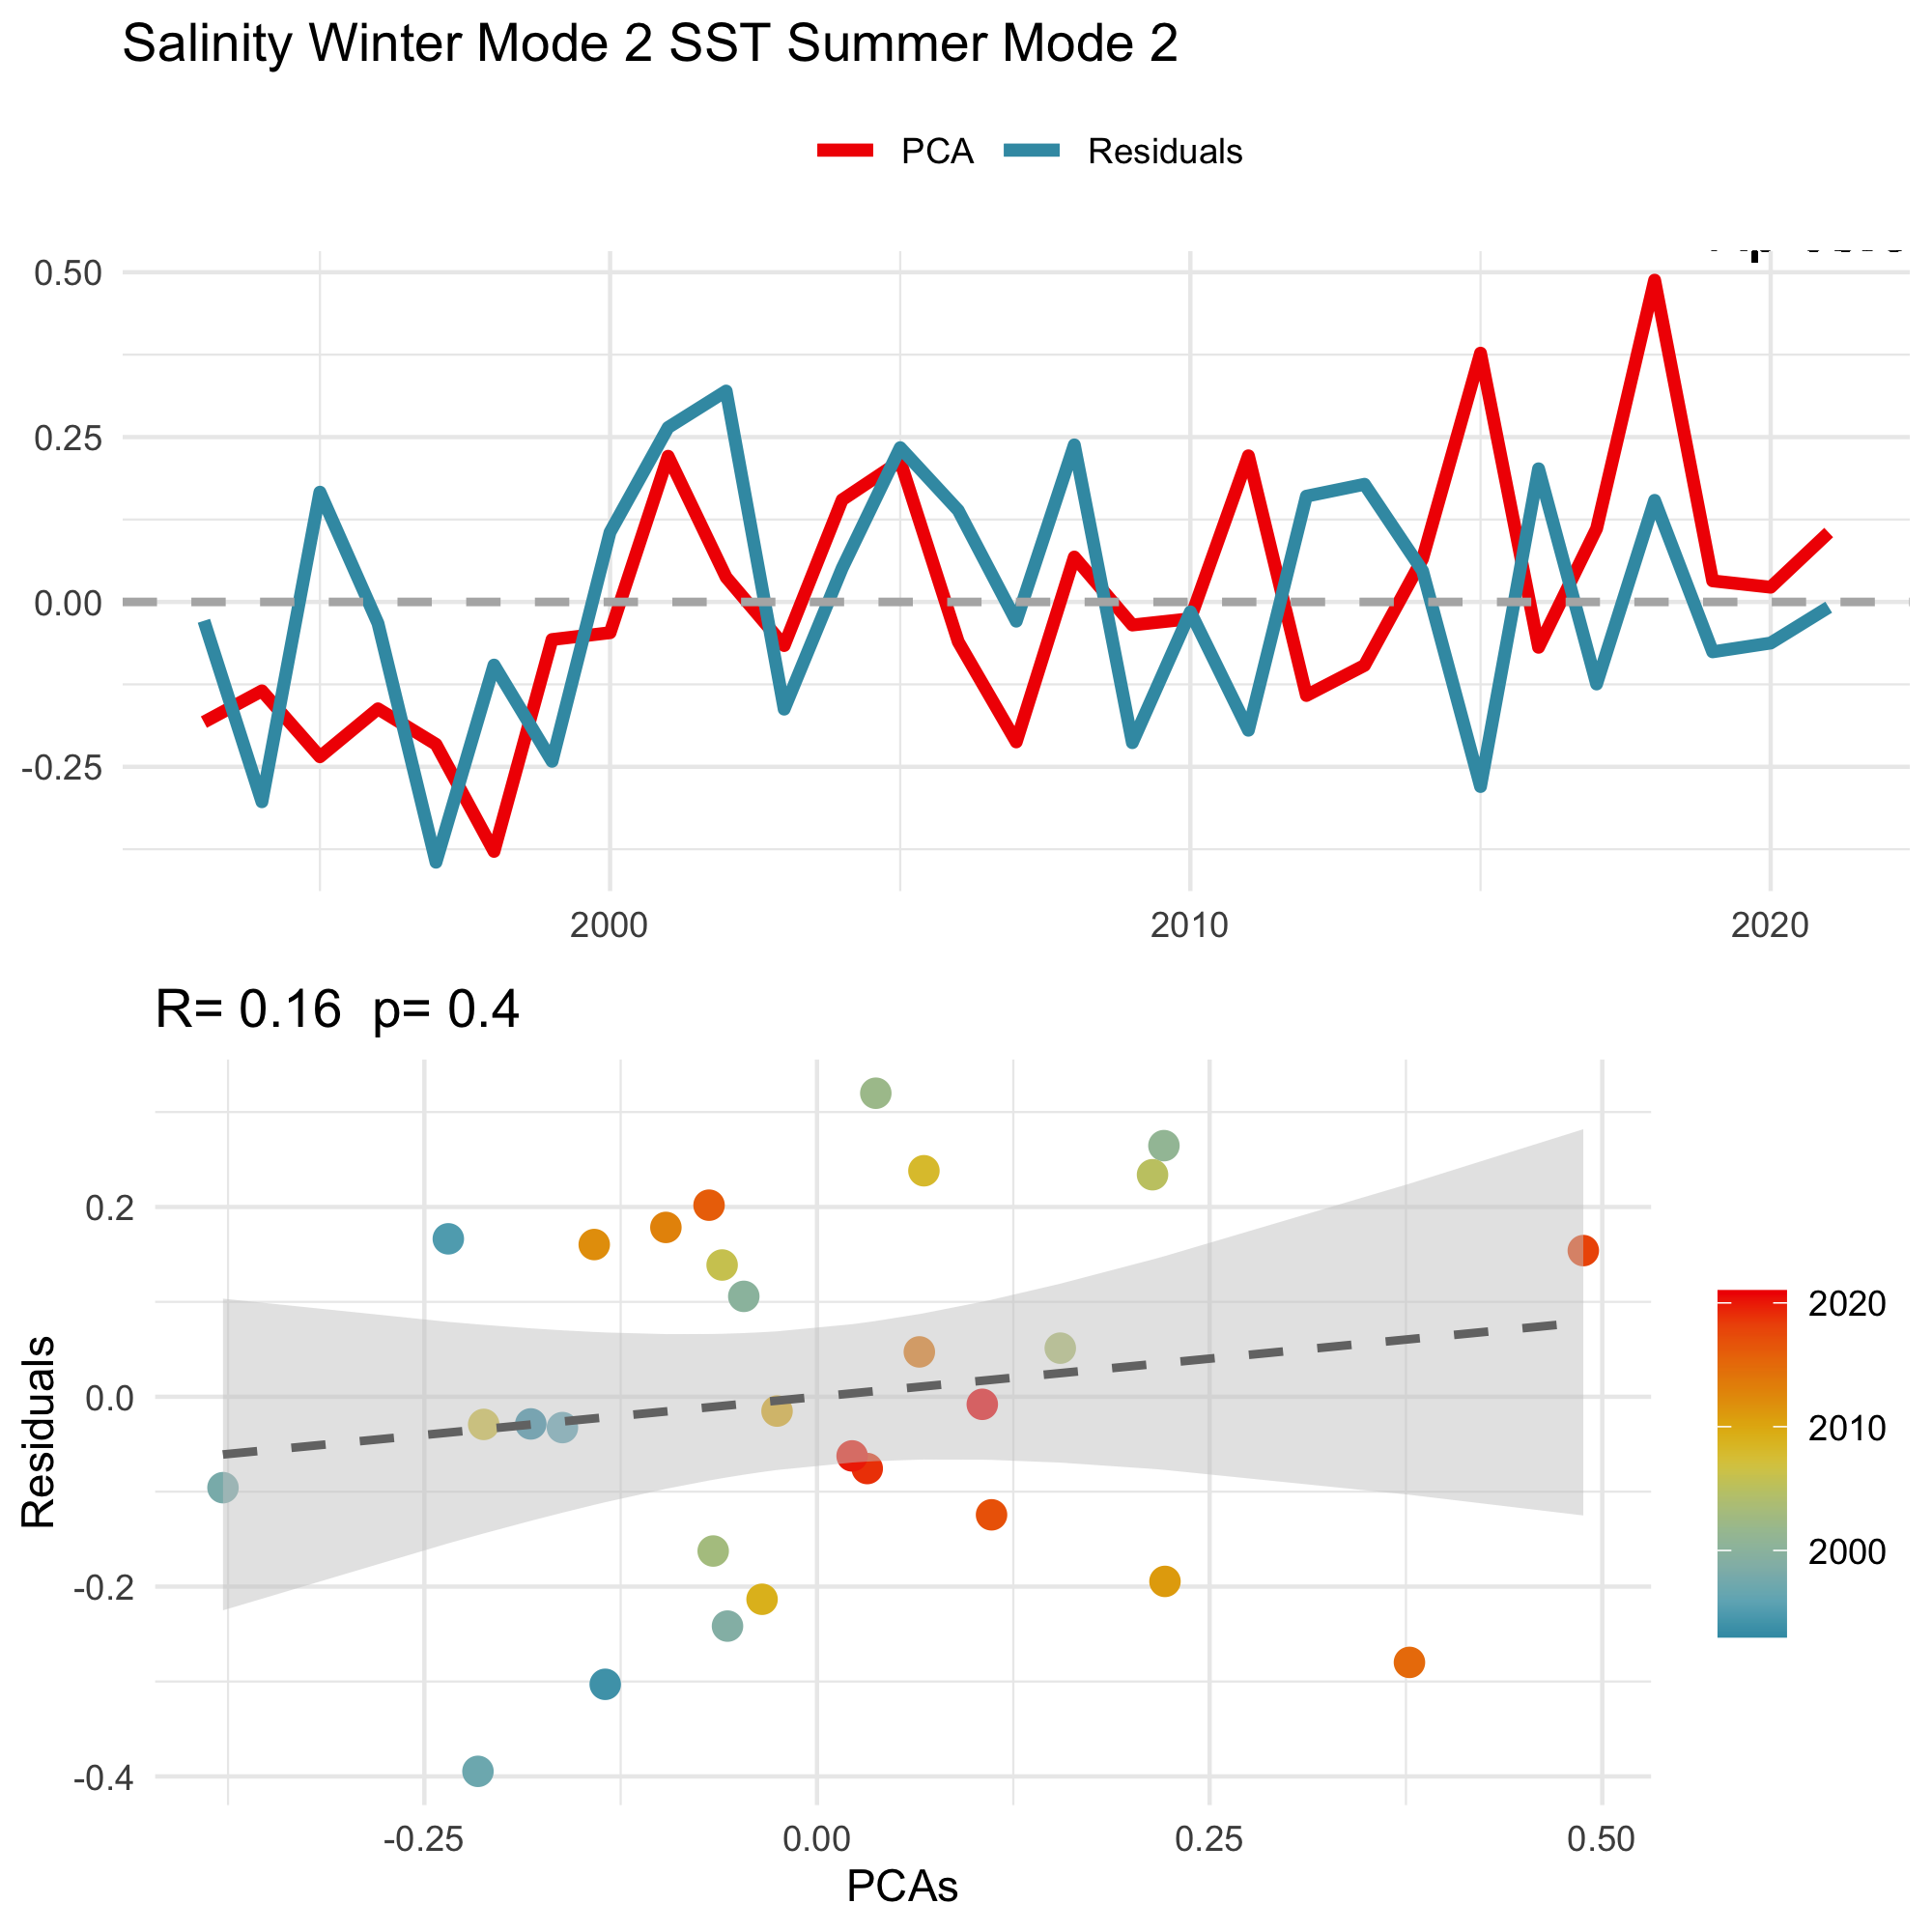 Salinity Winter Mode 2 SST Summer Mode 2
PCA Residuals
0.50
0.25
0.00
-0.25
2000 2010 2020
R= 0.16 p= 0.4
Residuals
0.2
0.0
-0.2
-0.4
-0.25 0.00 0.25 0.50
PCAs
2020
2010
2000